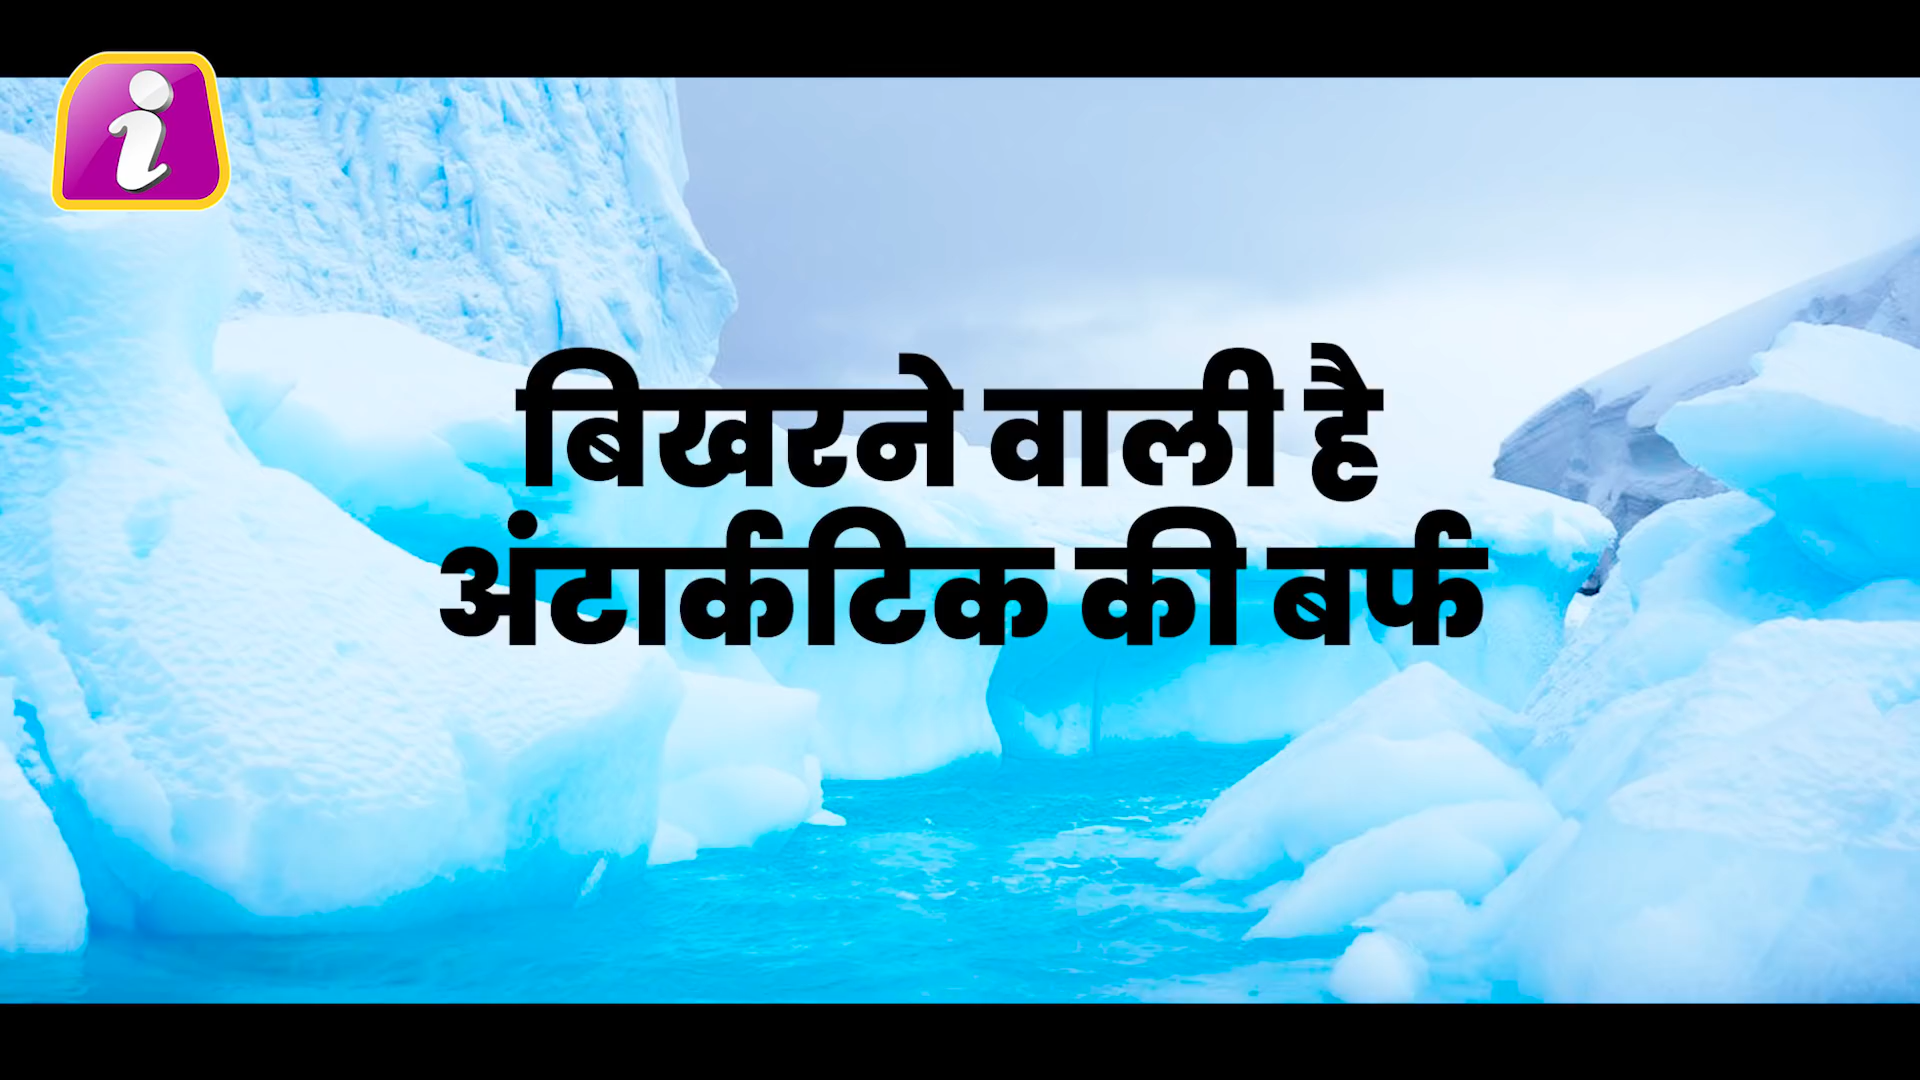 i
बिखरने वाली है
अंटार्कटिक की बर्फ